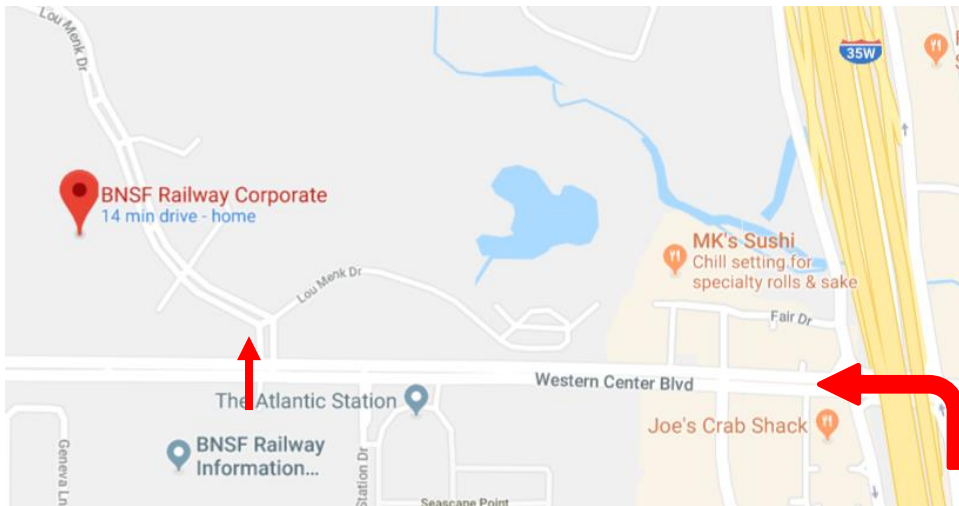 Lou Menk Dr
35W
BNSF Railway Corporate
14 min drive - home
MK's Sushi
Chill setting for
specialty rolls & sake
Lou Menk Dr
Fair Dr
Western Center Blvd
The Atlantic Station
Joe's Crab Shack
BNSF Railway
Information...
Geneva Ln
Station Dr
Seascape Point